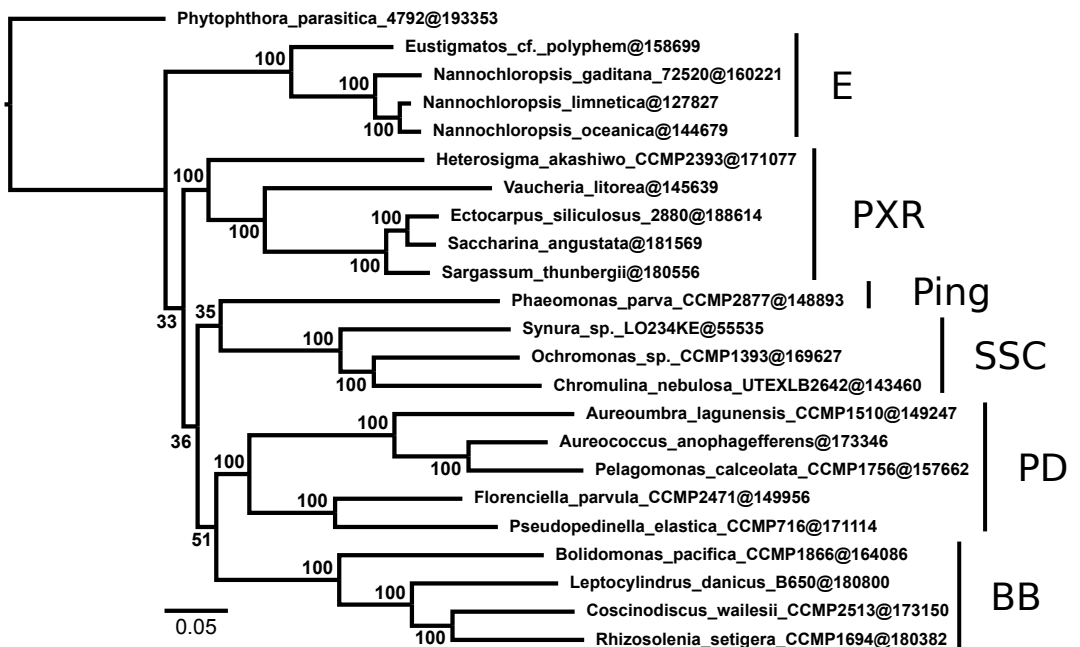 Phytophthora_parasitica_4792@193353
Eustigmatos_cf._polyphem@158699
100
Nannochloropsis_gaditana_72520@160221
100
E
Nannochloropsis_limnetica@127827
100
Nannochloropsis_oceanica@144679
Heterosigma_akashiwo_CCMP2393@171077
100
Vaucheria_litorea@145639
100
Ectocarpus_siliculosus_2880@188614
100
PXR
Saccharina_angustata@181569
100
Sargassum_thunbergii@180556
Phaeomonas_parva_CCMP2877@148893
Ping
33
35
Synura_sp._LO234KE@55535
100
Ochromonas_sp._CCMP1393@169627
SSC
100
Chromulina_nebulosa_UTEXLB2642@143460
Aureoumbra_lagunensis_CCMP1510@149247
100
36
Aureococcus_anophagefferens@173346
100
100
Pelagomonas_calceolata_CCMP1756@157662
PD
Florenciella_parvula_CCMP2471@149956
100
Pseudopedinella_elastica_CCMP716@171114
51
Bolidomonas_pacifica_CCMP1866@164086
100
Leptocylindrus_danicus_B650@180800
100
BB
Coscinodiscus_wailesii_CCMP2513@173150
100
Rhizosolenia_setigera_CCMP1694@180382
0.05